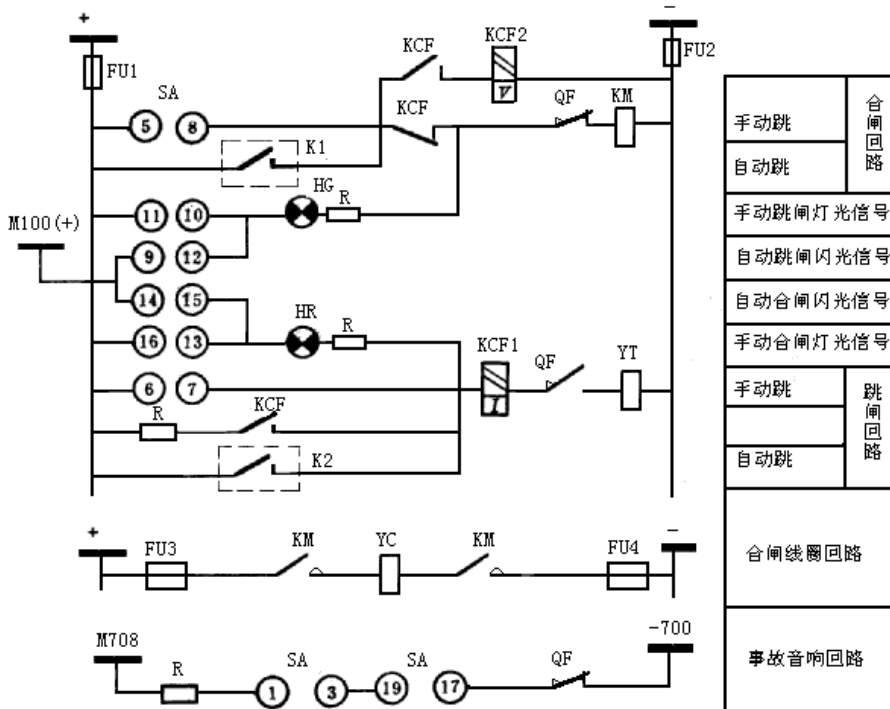 +
-
FU1
KCF
KCF2
V
FU2
SA
5
8
KCF
QF
KM
K1
HG
R
M100(+)
11
10
9
12
14
15
HR
R
16
13
KCF1
I
QF
YT
6
7
R
KCF
K2
手动跳
自动跳
合闸回路
手动跳闸灯光信号
自动跳闸闪光信号
自动合闸闪光信号
手动合闸灯光信号
手动跳
自动跳
跳闸回路
+
FU3
KM
YC
KM
FU4
-
合闸线圈回路
M708
R
SA
1
3
SA
19
17
QF
-700
事故音响回路